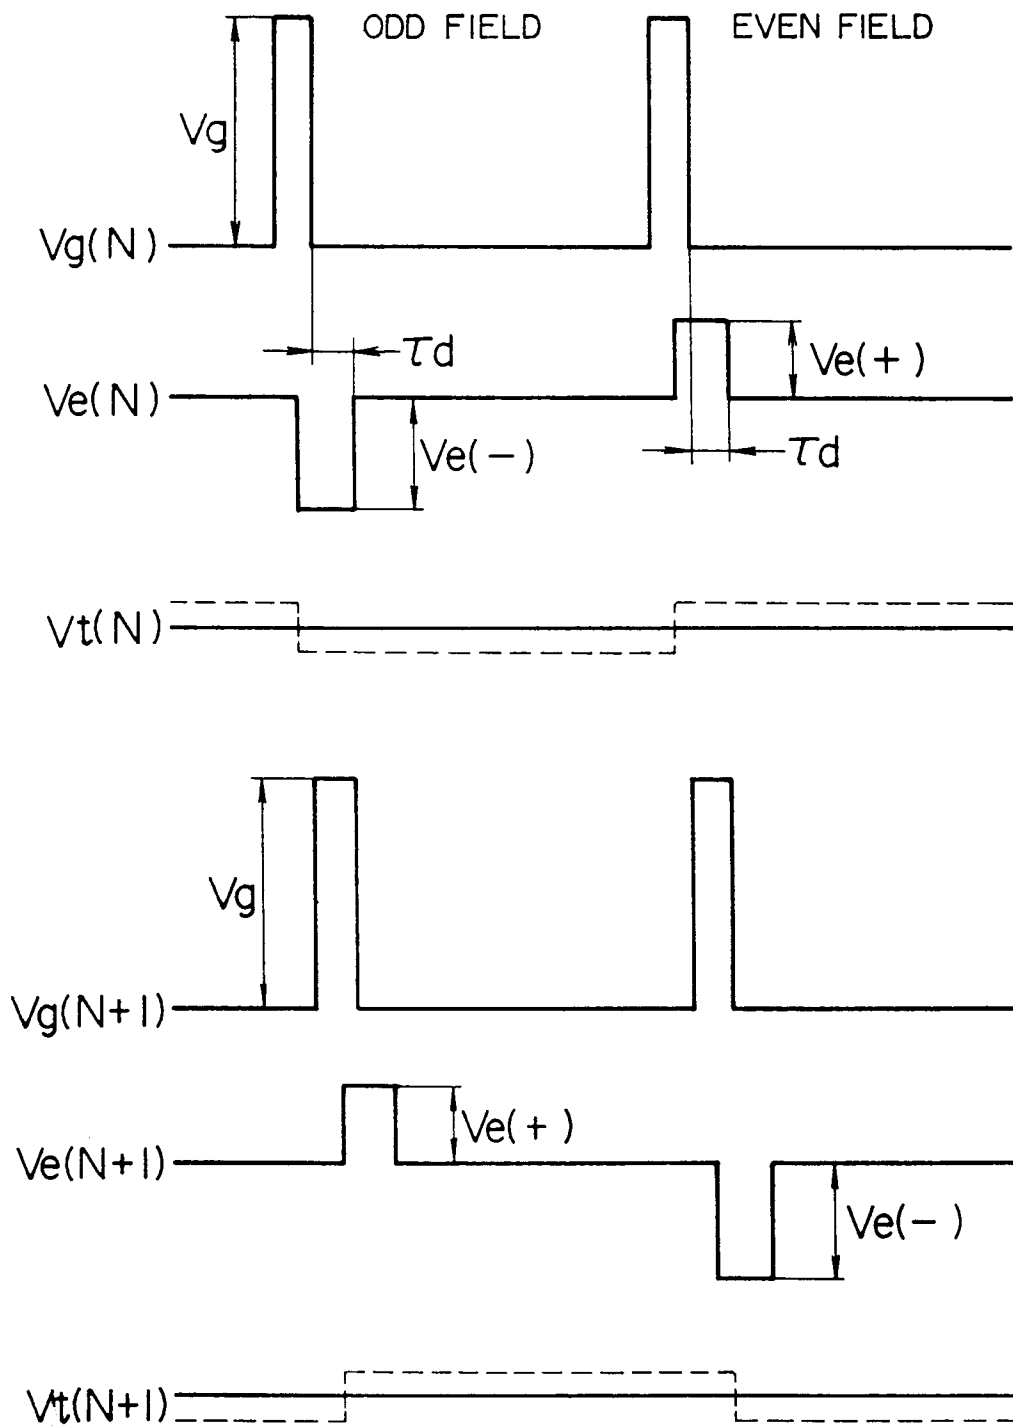 ODD FIELD
EVEN FIELD
Vg
Vg(N)
τd
Ve(+)
Ve(N)
Ve(-)
τd
Vt(N)
Vg
Vg(N+1)
Ve(+)
Ve(N+1)
Ve(-)
Vt(N+1)